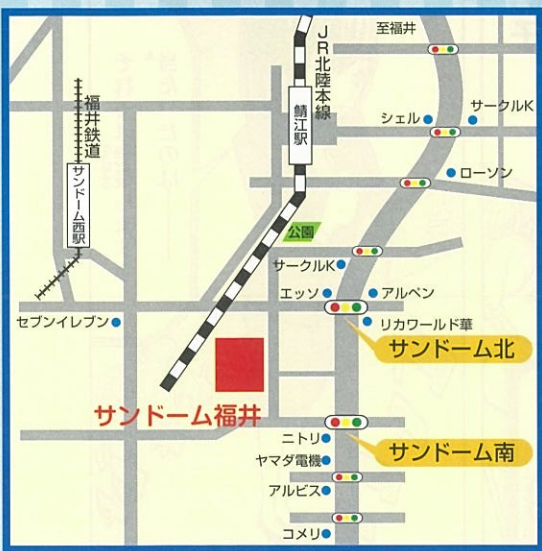 至福井
JR北陸本線
鯖江駅
シェル
サークルK
ローソン
福井鉄道
サンドーム西駅
公園
サークルK
エッソ
アルペン
セブンイレブン
リカワールド華
サンドーム北
サンドーム福井
ニトリ
サンドーム南
ヤマダ電機
アルビス
コメリ